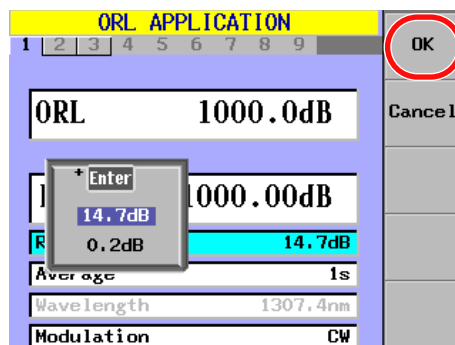 ORL APPLICATION
1 2 3 4 5 6 7 8 9
OK
Cancel
ORL 1000.0dB
1000.00dB
+ Enter
14.7dB
0.2dB
14.7dB
Average 1s
Wavelength 1307.4nm
Modulation CW